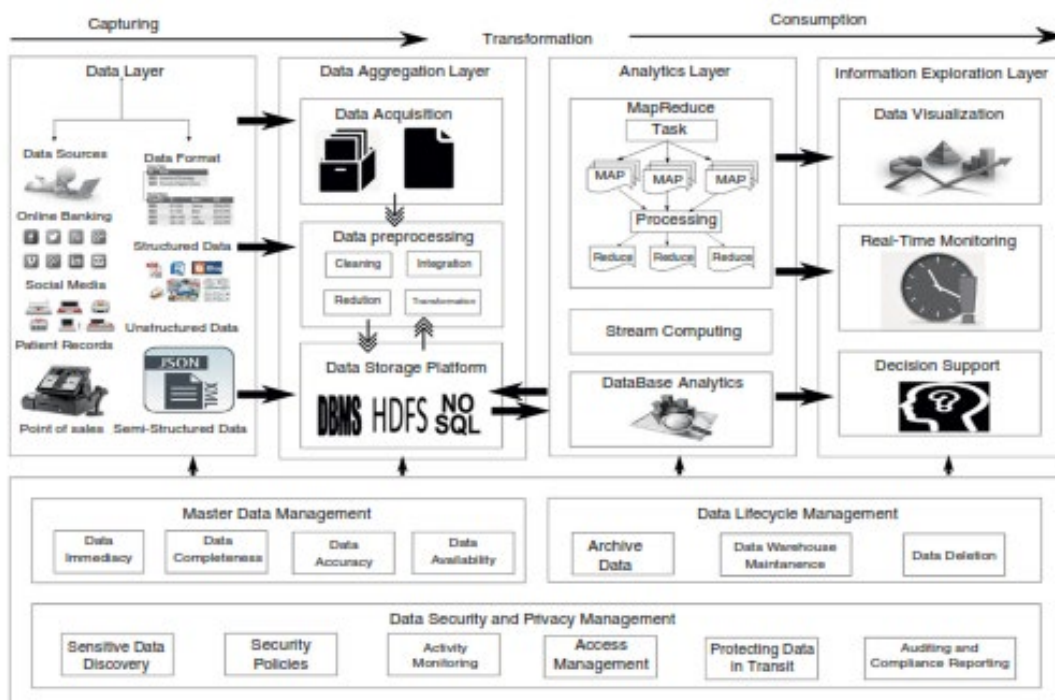 Capturing
Transformation
Consumption
Data Layer
Data Sources
Data Format
Online Banking
Structured Data
Social Media
Unstructured Data
Patient Records
JSON
XML
Point of sales
Semi-Structured Data
Data Aggregation Layer
Data Acquisition
Data preprocessing
Cleaning
Integration
Redution
Transformation
Data Storage Platform
DBMS
HDFS
NO
SQL
Analytics Layer
MapReduce
Task
MAP
MAP
MAP
Processing
Reduce
Reduce
Reduce
Stream Computing
DataBase Analytics
Information Exploration Layer
Data Visualization
Real-Time Monitoring
Decision Support
Master Data Management
Data
Immediacy
Data
Completeness
Data
Accuracy
Data
Availability
Data Lifecycle Management
Archive
Data
Data Warehouse
Maintanence
Data Deletion
Data Security and Privacy Management
Sensitive Data
Discovery
Security
Policies
Activity
Monitoring
Access
Management
Protecting Data
in Transit
Auditing and
Compliance Reporting